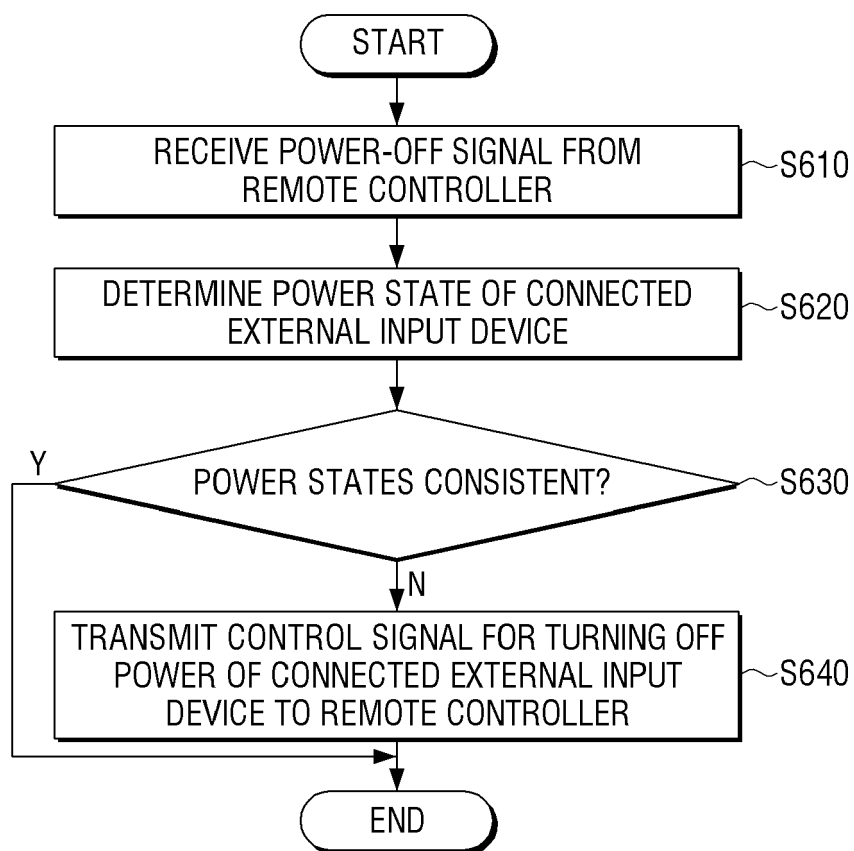 START
RECEIVE POWER-OFF SIGNAL FROM
REMOTE CONTROLLER
S610
DETERMINE POWER STATE OF CONNECTED
EXTERNAL INPUT DEVICE
S620
Y
POWER STATES CONSISTENT?
S630
N
TRANSMIT CONTROL SIGNAL FOR TURNING OFF
POWER OF CONNECTED EXTERNAL INPUT
DEVICE TO REMOTE CONTROLLER
S640
END